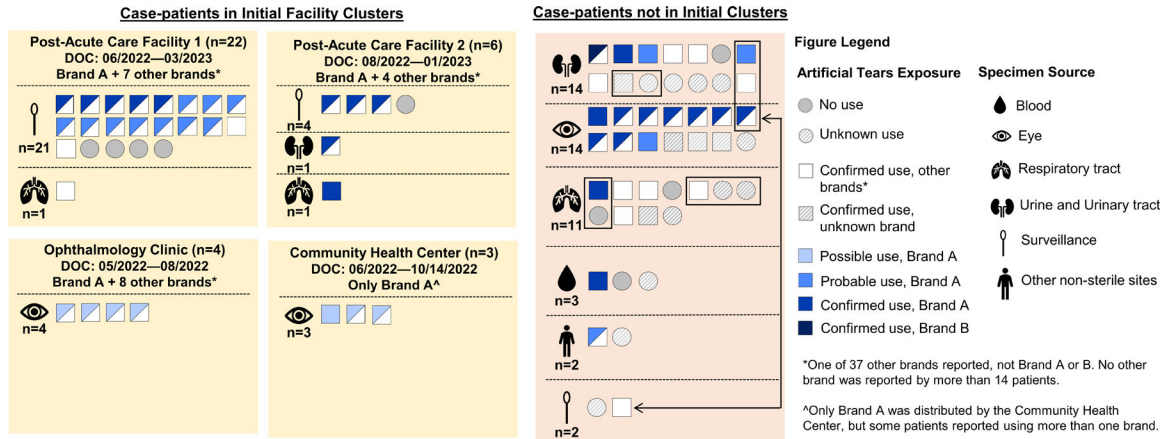 Case-patients in Initial Facility Clusters
Post-Acute Care Facility 1 (n=22)
DOC: 06/2022—03/2023
Brand A + 7 other brands*
n=21
n=1
Post-Acute Care Facility 2 (n=6)
DOC: 08/2022—01/2023
Brand A + 4 other brands*
n=4
n=1
n=1
Ophthalmology Clinic (n=4)
DOC: 05/2022—08/2022
Brand A + 8 other brands*
n=4
Community Health Center (n=3)
DOC: 06/2022—10/14/2022
Only Brand A^
n=3
Case-patients not in Initial Clusters
n=14
n=14
n=11
n=3
n=2
n=2
Figure Legend
Artificial Tears Exposure
No use
Unknown use
Confirmed use, other
brands*
Confirmed use,
unknown brand
Possible use, Brand A
Probable use, Brand A
Confirmed use, Brand A
Confirmed use, Brand B
Specimen Source
Blood
Eye
Respiratory tract
Urine and Urinary tract
Surveillance
Other non-sterile sites
*One of 37 other brands reported, not Brand A or B. No other
brand was reported by more than 14 patients.
^Only Brand A was distributed by the Community Health
Center, but some patients reported using more than one brand.